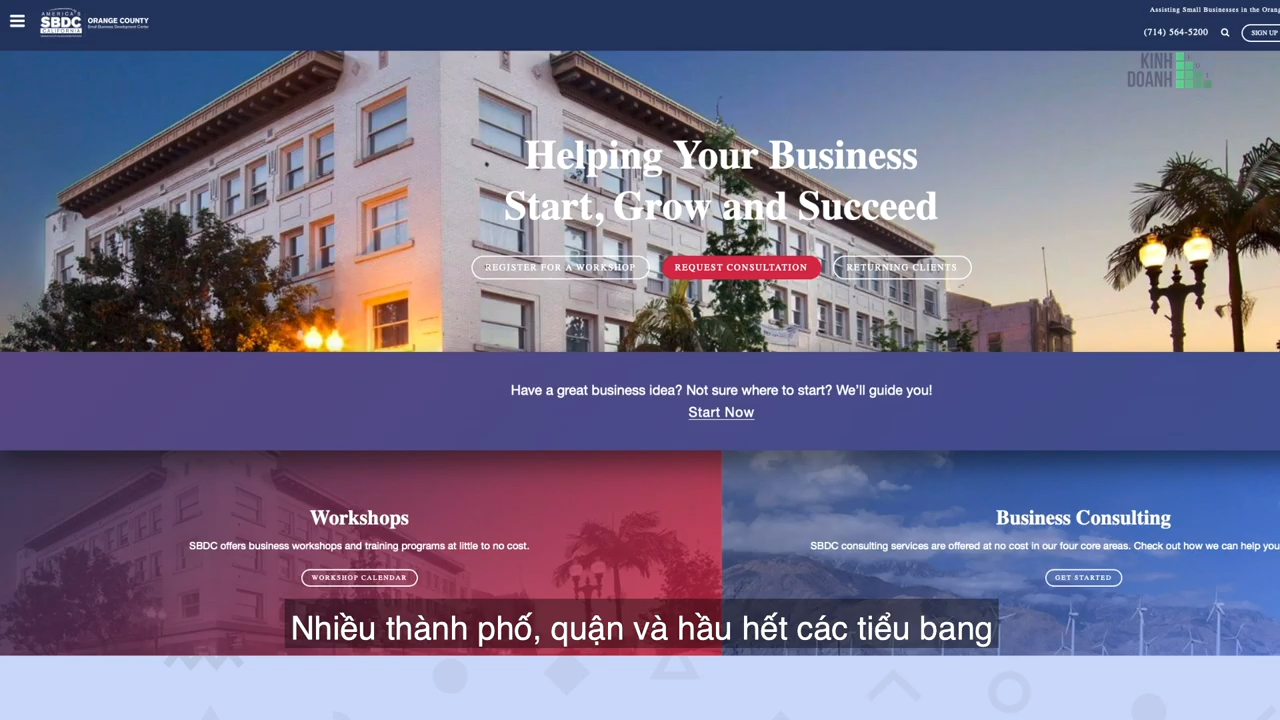 AMERICA'S
SBDC
CALIFORNIA
ORANGE COUNTY
Small Business Development Center
Assisting Small Businesses in the Orang
(714) 564-5200
SIGN UP
KINH
DOANH
Helping Your Business
Start, Grow and Succeed
REGISTER FOR A WORKSHOP
REQUEST CONSULTATION
RETURNING CLIENTS
Have a great business idea? Not sure where to start? We'll guide you!
Start Now
Workshops
SBDC offers business workshops and training programs at little to no cost.
WORKSHOP CALENDAR
Business Consulting
SBDC consulting services are offered at no cost in our four core areas. Check out how we can help you
GET STARTED
Nhiều thành phố, quận và hầu hết các tiểu bang